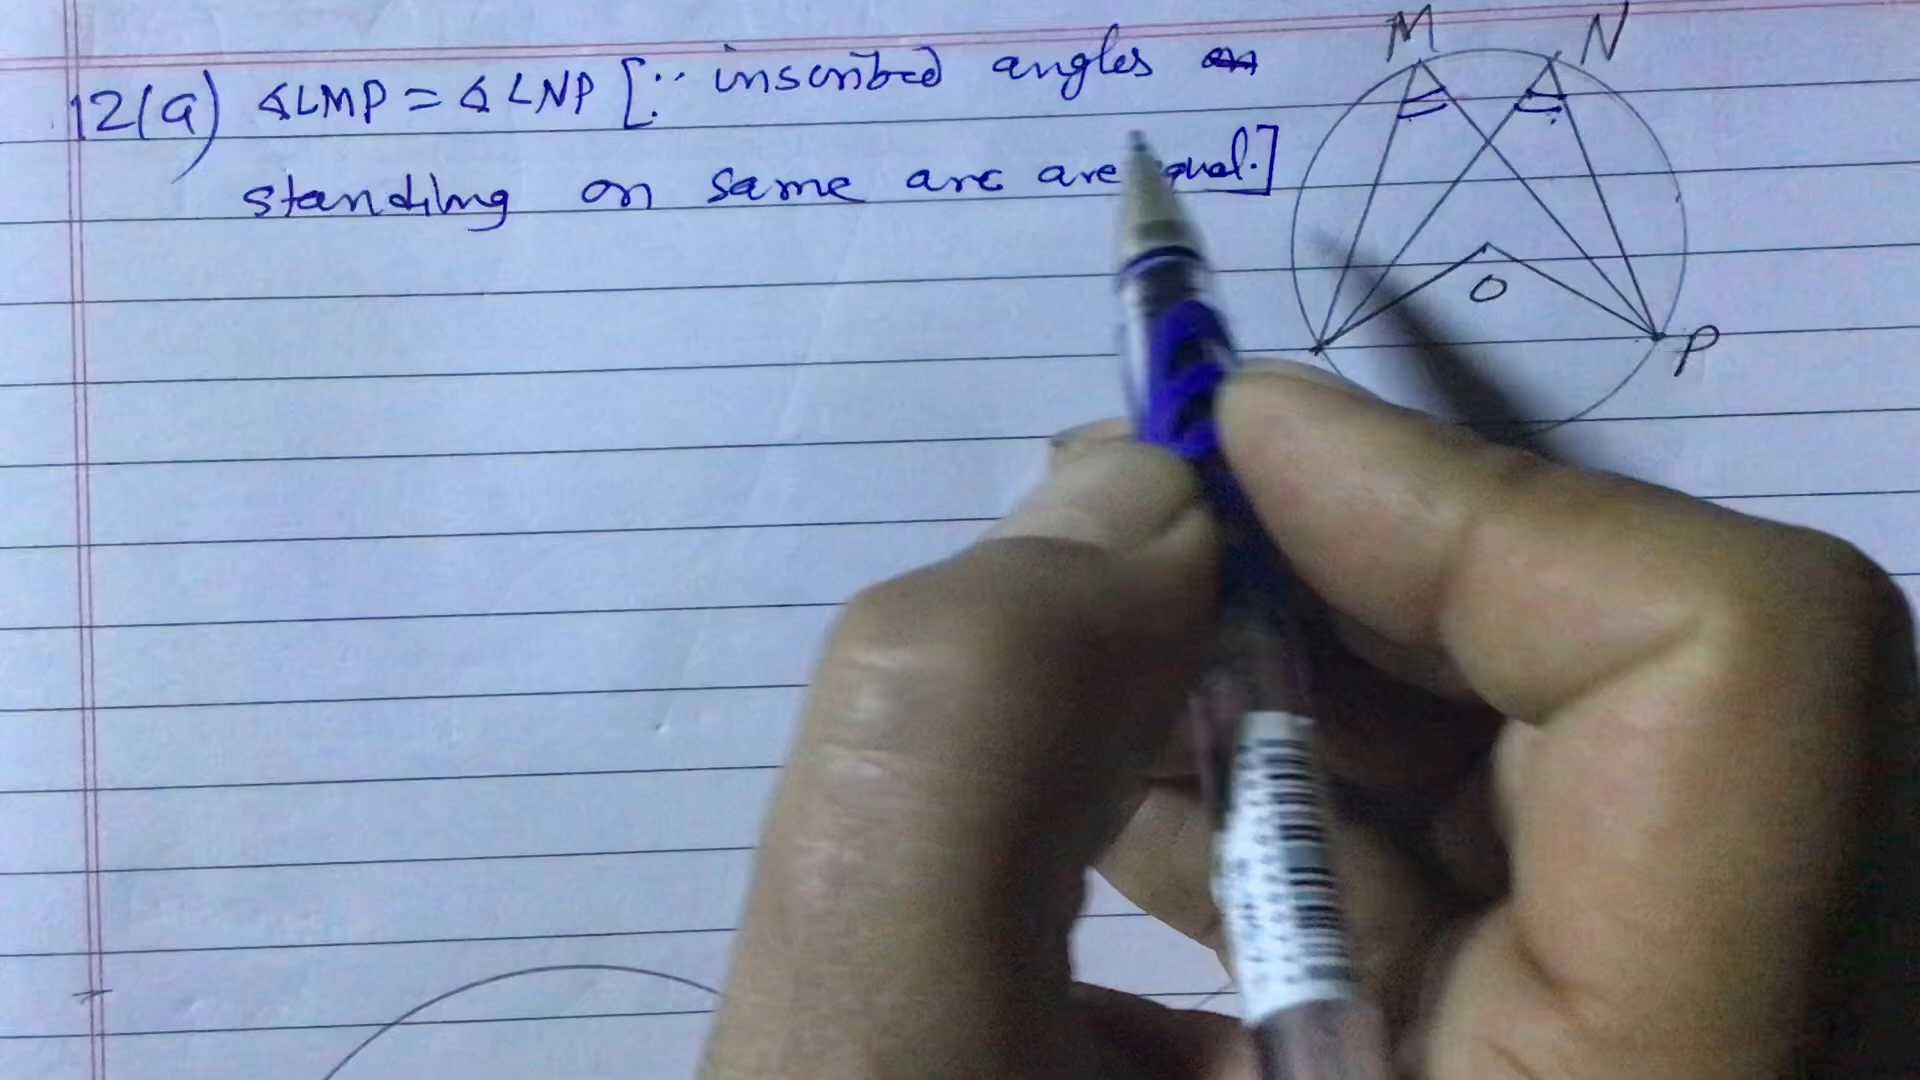 12(a) ∡LMP = ∡LNP [∵ inscribed angles
standing on same arc are equal.]
M
N
O
P